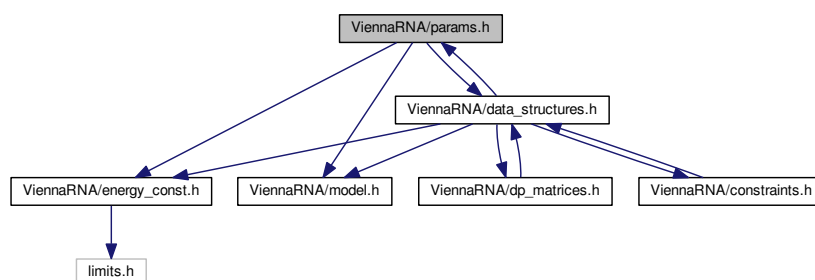 ViennaRNA/params.h
ViennaRNA/data_structures.h
ViennaRNA/energy_const.h
ViennaRNA/model.h
ViennaRNA/dp_matrices.h
ViennaRNA/constraints.h
limits.h